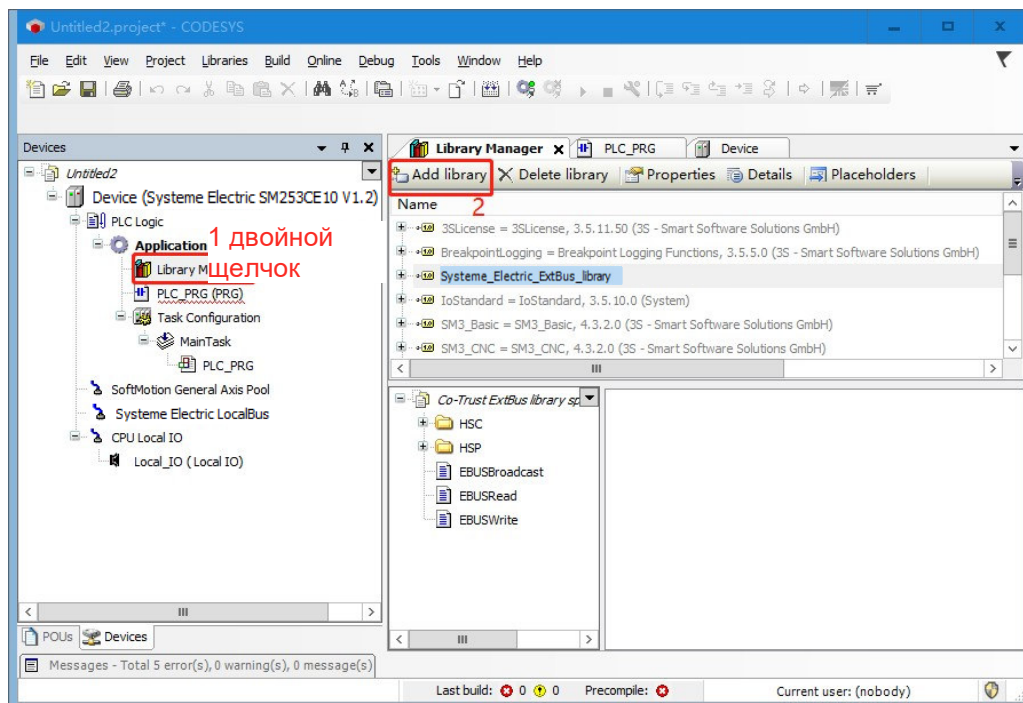 Untitled2.project* - CODESYS
File Edit View Project Libraries Build Online Debug Tools Window Help
Devices
Untitled2
Device (Systeme Electric SM253CE10 V1.2)
PLC Logic
Application
Library M
1 двойной
щелчок
PLC_PRG (PRG)
Task Configuration
MainTask
PLC_PRG
SoftMotion General Axis Pool
Systeme Electric LocalBus
CPU Local IO
Local_IO (Local IO)
POUs Devices
Library Manager PLC_PRG Device
Add library Delete library Properties Details Placeholders
2
Name
3SLicense = 3SLicense, 3.5.11.50 (3S - Smart Software Solutions GmbH)
BreakpointLogging = Breakpoint Logging Functions, 3.5.5.0 (3S - Smart Software Solutions GmbH)
Systeme_Electric_ExtBus_library
IoStandard = IoStandard, 3.5.10.0 (System)
SM3_Basic = SM3_Basic, 4.3.2.0 (3S - Smart Software Solutions GmbH)
SM3_CNC = SM3_CNC, 4.3.2.0 (3S - Smart Software Solutions GmbH)
Co-Trust ExtBus library sp
HSC
HSP
EBUSBroadcast
EBUSRead
EBUSWrite
Messages - Total 5 error(s), 0 warning(s), 0 message(s)
Last build: 0 0 Precompile: Current user: (nobody)